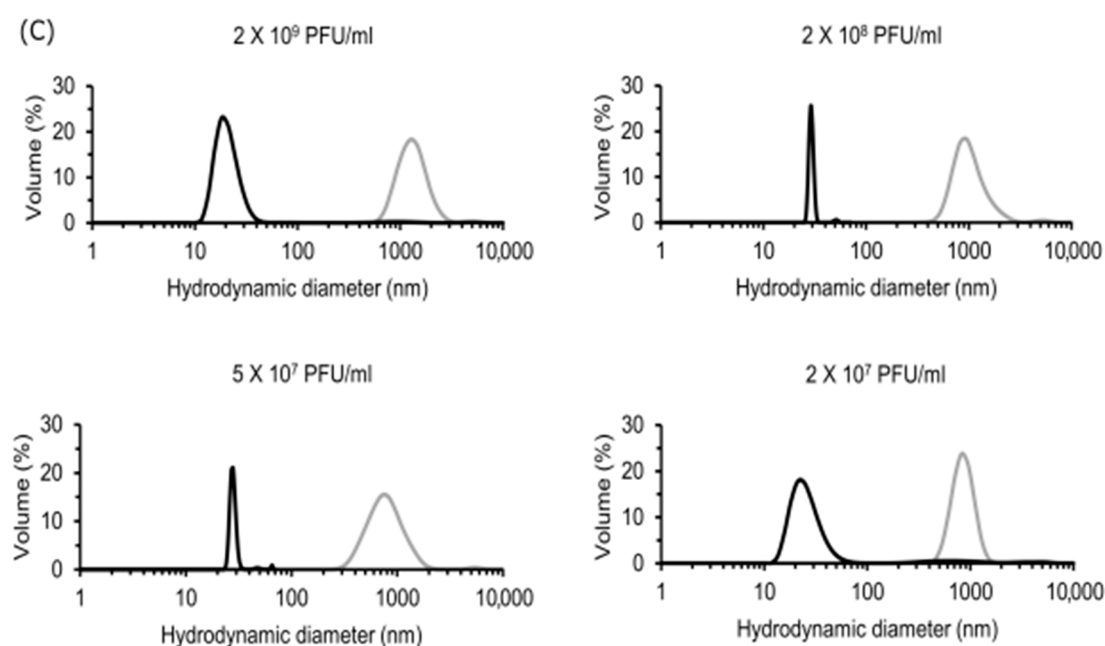 (C)
2 X 10⁹ PFU/ml
Volume (%)
30
20
10
0
1 10 100 1000 10,000
Hydrodynamic diameter (nm)
2 X 10⁸ PFU/ml
Volume (%)
30
20
10
0
1 10 100 1000 10,000
Hydrodynamic diameter (nm)
5 X 10⁷ PFU/ml
Volume (%)
30
20
10
0
1 10 100 1000 10,000
Hydrodynamic diameter (nm)
2 X 10⁷ PFU/ml
Volume (%)
30
20
10
0
1 10 100 1000 10,000
Hydrodynamic diameter (nm)